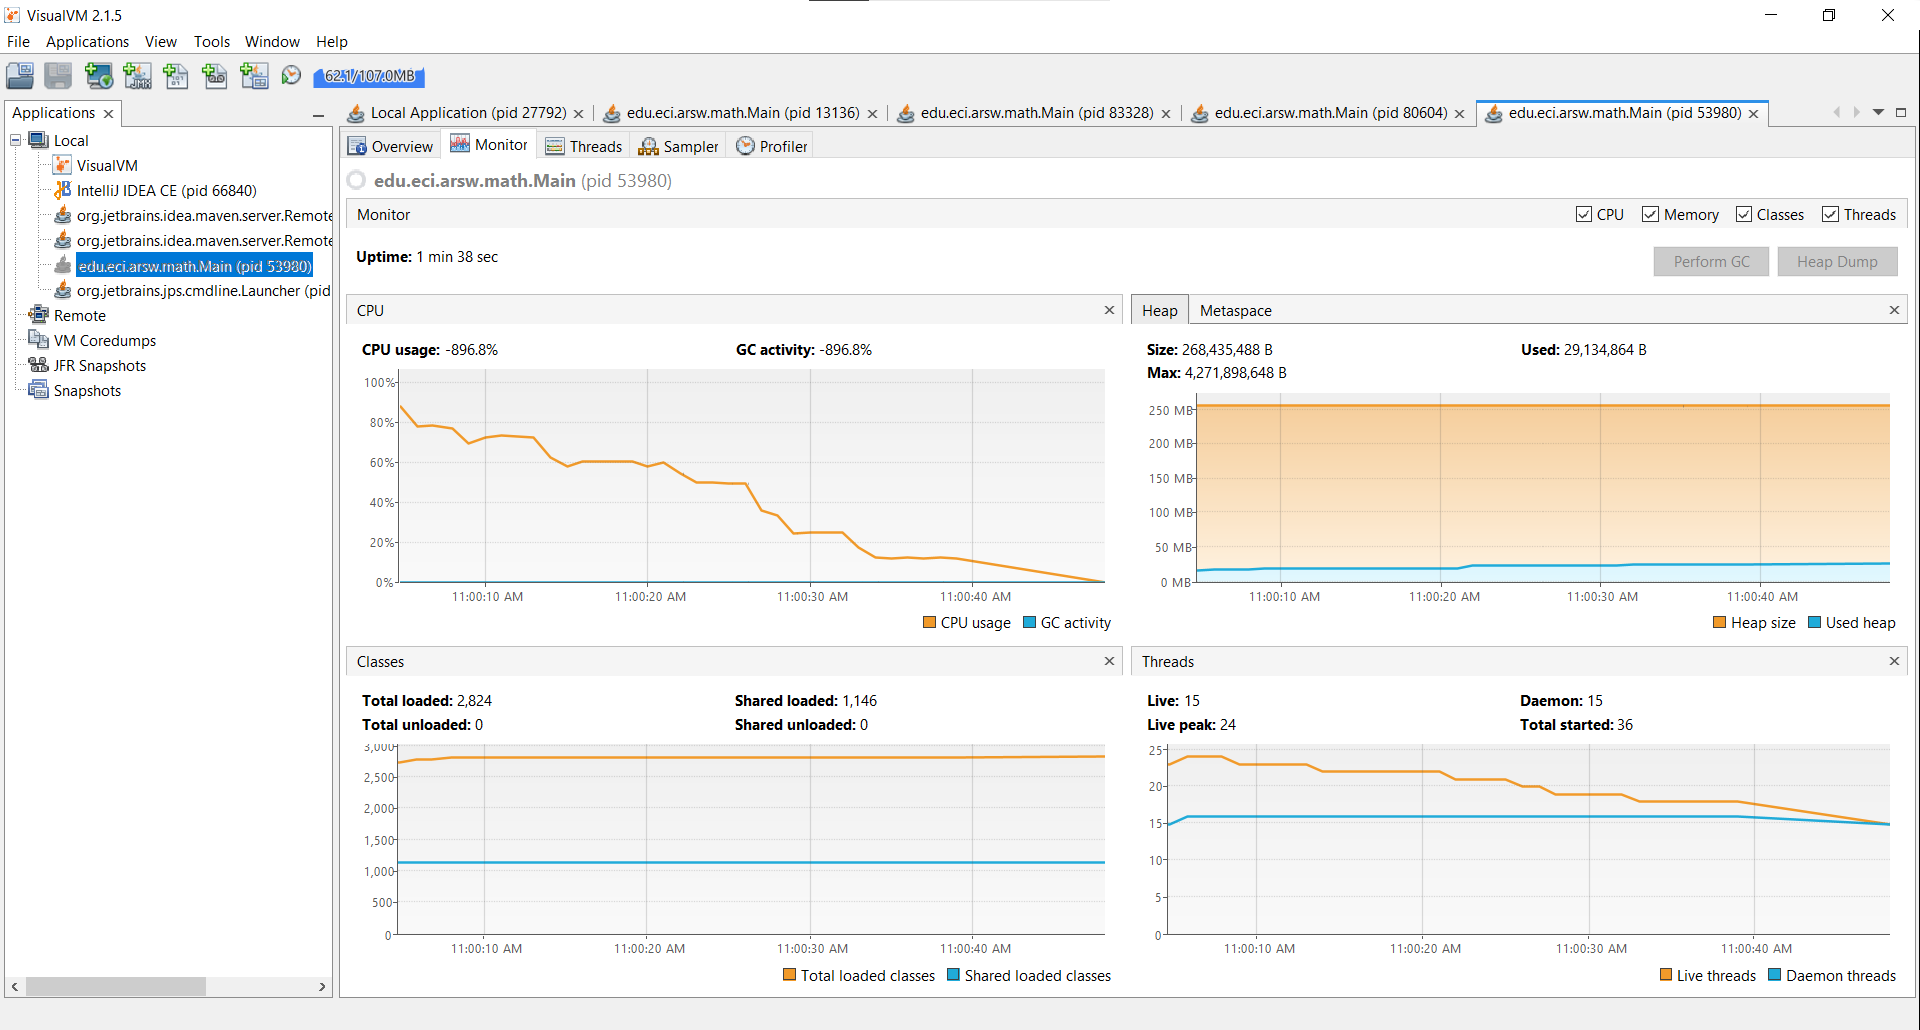 VisualVM 2.1.5
File Applications View Tools Window Help
62.1/107.0MB
Applications
Local
VisualVM
IntelliJ IDEA CE (pid 66840)
org.jetbrains.idea.maven.server.Remote
org.jetbrains.idea.maven.server.Remote
edu.eci.arsw.math.Main (pid 53980)
org.jetbrains.jps.cmdline.Launcher (pid
Remote
VM Coredumps
JFR Snapshots
Snapshots
Local Application (pid 27792) edu.eci.arsw.math.Main (pid 13136) edu.eci.arsw.math.Main (pid 83328) edu.eci.arsw.math.Main (pid 80604) edu.eci.arsw.math.Main (pid 53980)
Overview Monitor Threads Sampler Profiler
edu.eci.arsw.math.Main (pid 53980)
Monitor CPU Memory Classes Threads
Uptime: 1 min 38 sec
Perform GC Heap Dump
CPU
CPU usage: -896.8% GC activity: -896.8%
100%
80%
60%
40%
20%
0%
11:00:10 AM 11:00:20 AM 11:00:30 AM 11:00:40 AM
CPU usage GC activity
Heap Metaspace
Size: 268,435,488 B Used: 29,134,864 B
Max: 4,271,898,648 B
250 MB
200 MB
150 MB
100 MB
50 MB
0 MB
11:00:10 AM 11:00:20 AM 11:00:30 AM 11:00:40 AM
Heap size Used heap
Classes
Total loaded: 2,824 Shared loaded: 1,146
Total unloaded: 0 Shared unloaded: 0
3,000
2,500
2,000
1,500
1,000
500
0
11:00:10 AM 11:00:20 AM 11:00:30 AM 11:00:40 AM
Total loaded classes Shared loaded classes
Threads
Live: 15 Daemon: 15
Live peak: 24 Total started: 36
25
20
15
10
5
0
11:00:10 AM 11:00:20 AM 11:00:30 AM 11:00:40 AM
Live threads Daemon threads